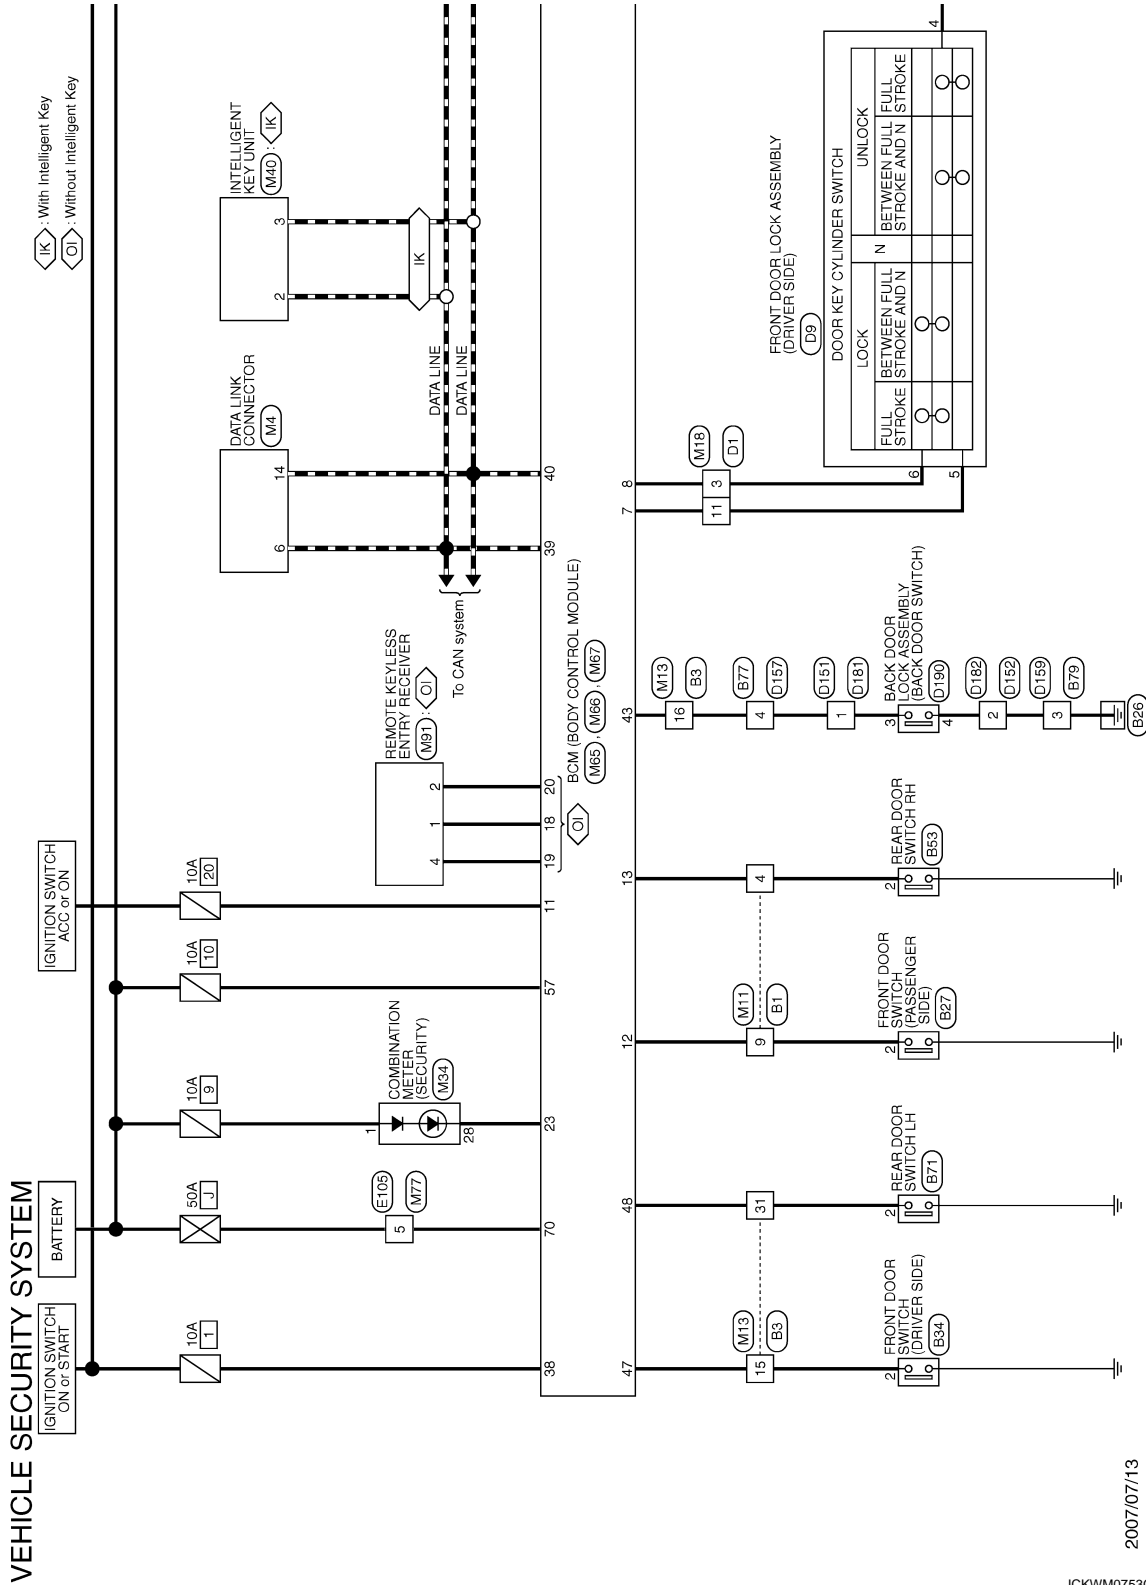 VEHICLE SECURITY SYSTEM
IGNITION SWITCH
ON or START
BATTERY
IGNITION SWITCH
ACC or ON
IK : With Intelligent Key
OI : Without Intelligent Key
10A
1
50A
J
10A
9
10A
10
10A
20
E105
M77
5
1
COMBINATION
METER
(SECURITY)
M34
28
REMOTE KEYLESS
ENTRY RECEIVER
M91 : OI
4
1
2
DATA LINK
CONNECTOR
M4
6
14
INTELLIGENT
KEY UNIT
M40 : IK
2
3
IK
DATA LINE
DATA LINE
To CAN system
38
70
23
57
11
19
18
20
39
40
OI
BCM (BODY CONTROL MODULE)
M65 , M66 , M67
47
48
12
13
43
7
8
M13
B3
15
31
M11
B1
9
4
M13
B3
16
B77
D157
4
D151
D181
1
M18
D1
11
3
2
FRONT DOOR
SWITCH
(DRIVER SIDE)
B34
2
REAR DOOR
SWITCH LH
B71
2
FRONT DOOR
SWITCH
(PASSENGER
SIDE)
B27
2
REAR DOOR
SWITCH RH
B53
3
BACK DOOR
LOCK ASSEMBLY
(BACK DOOR SWITCH)
D190
4
D182
D152
2
D159
B79
3
B26
FRONT DOOR LOCK ASSEMBLY
(DRIVER SIDE)
D9
DOOR KEY CYLINDER SWITCH
LOCK
N
UNLOCK
FULL
STROKE
BETWEEN FULL
STROKE AND N
BETWEEN FULL
STROKE AND N
FULL
STROKE
6
5
4
2007/07/13